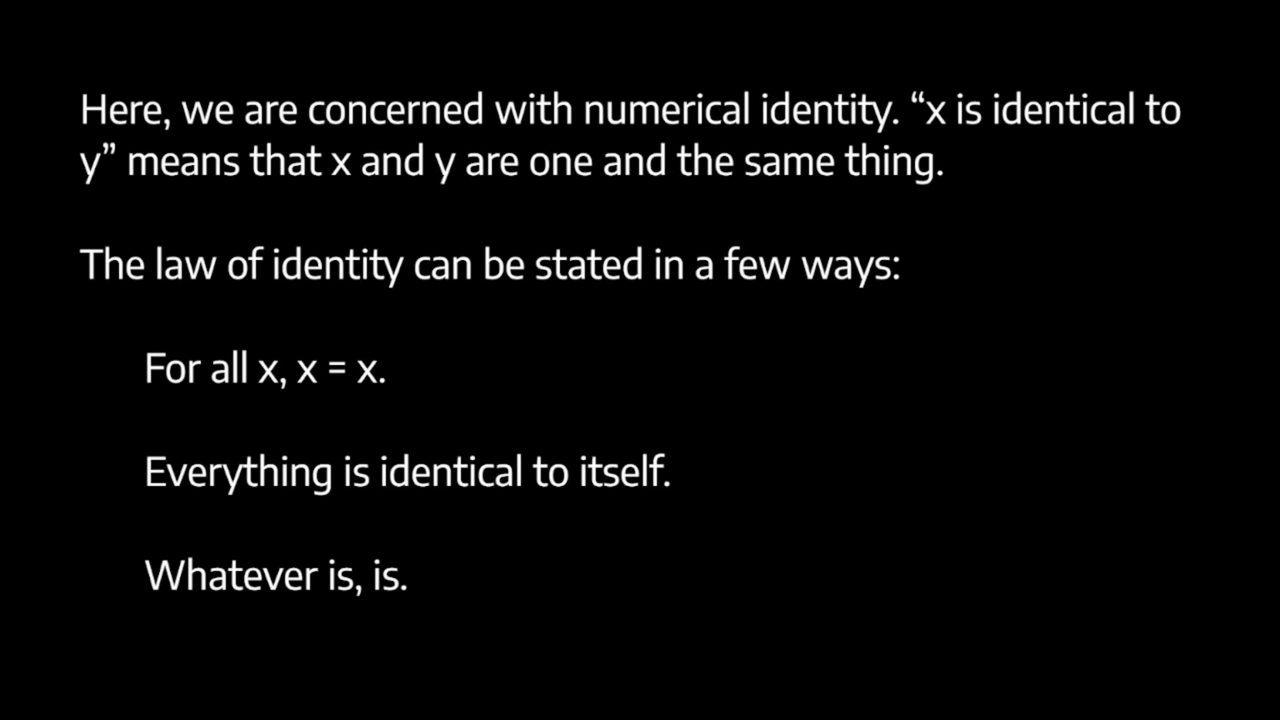 Here, we are concerned with numerical identity. “x is identical to
y” means that x and y are one and the same thing.
The law of identity can be stated in a few ways:
For all x, x = x.
Everything is identical to itself.
Whatever is, is.